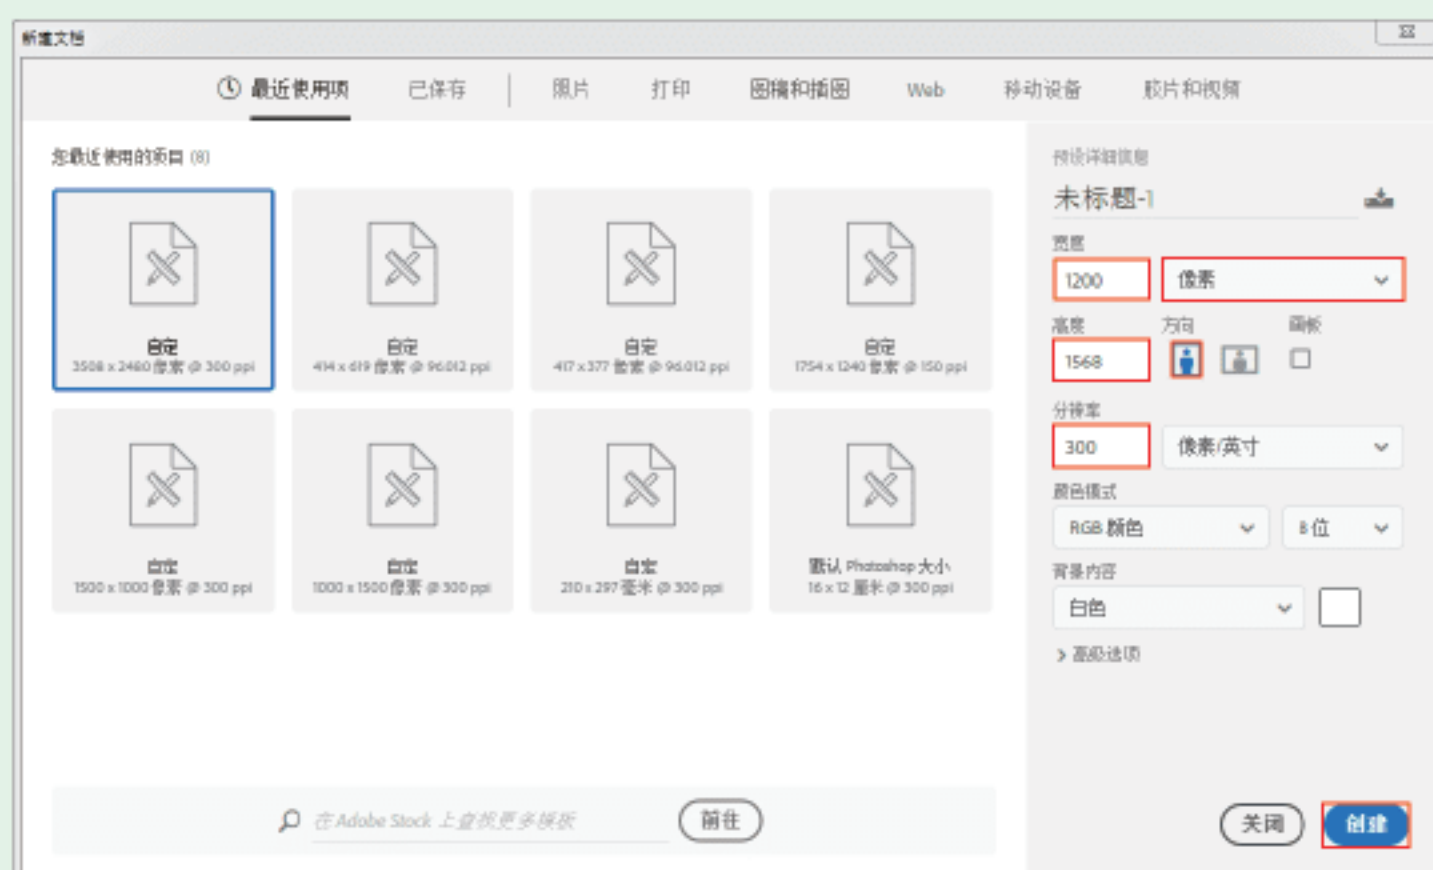 新建文档
最近使用项 已保存 照片 打印 图稿和插图 Web 移动设备 胶片和视频
您最近使用的项目 (8)
自定
3508 x 2480 像素 @ 300 ppi
自定
414 x 619 像素 @ 96.012 ppi
自定
417 x 377 像素 @ 96.012 ppi
自定
1754 x 1240 像素 @ 150 ppi
自定
1500 x 1000 像素 @ 300 ppi
自定
1000 x 1500 像素 @ 300 ppi
自定
210 x 297 毫米 @ 300 ppi
默认 Photoshop 大小
16 x 12 厘米 @ 300 ppi
在 Adobe Stock 上查找更多模板
前往
预设详细信息
未标题-1
宽度
1200 像素
高度 方向 画板
1568
分辨率
300 像素/英寸
颜色模式
RGB 颜色 8 位
背景内容
白色
高级选项
关闭 创建